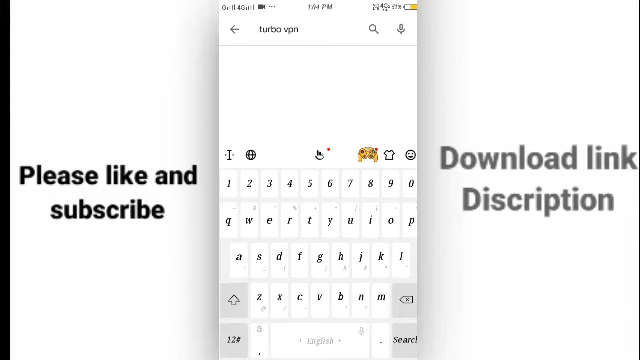 1:04 PM
turbo vpn
Please like and
subscribe
Download link
Discription
1 2 3 4 5 6 7 8 9 0
q w e r t y u i o p
a s d f g h j k l
z x c v b n m
12# , English . Search